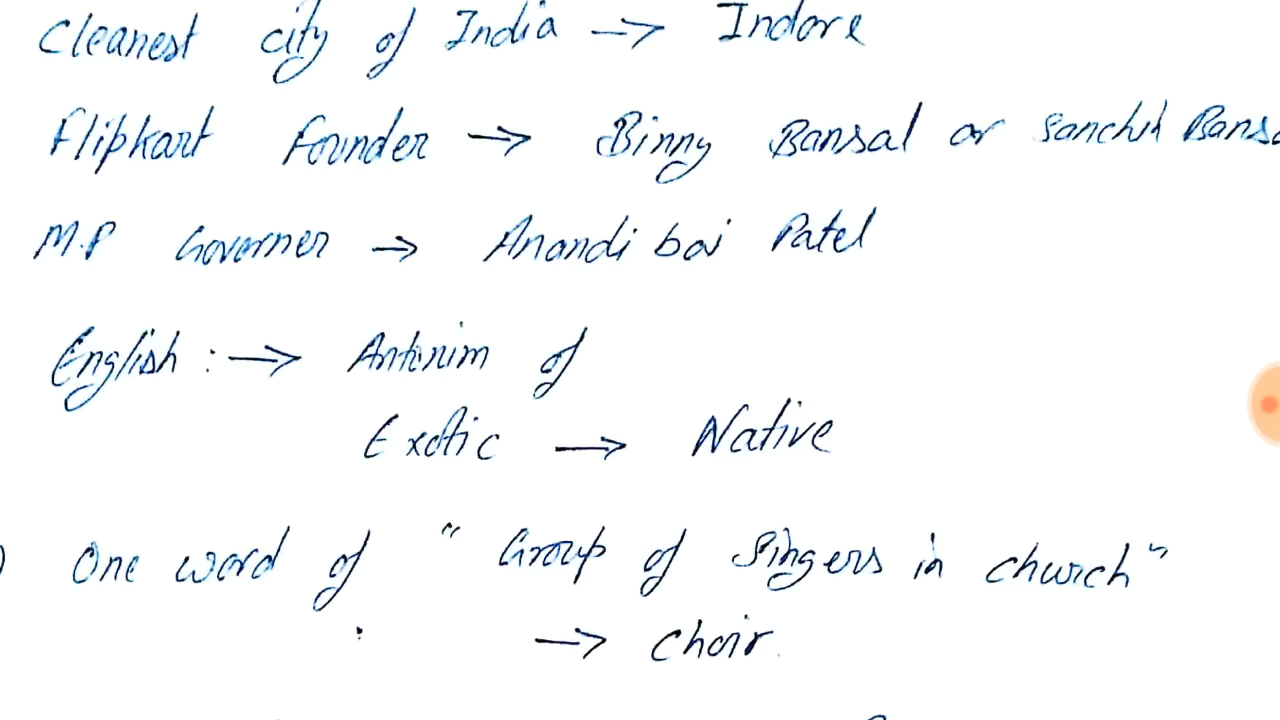 Cleanest city of India → Indore
Flipkart Founder → Binny Bansal or Sanchit Bansa
M.P Governer → Anandi bai Patel
English :→ Antonim of
Exotic → Native
One word of " Group of Singers in church "
→ Choir.